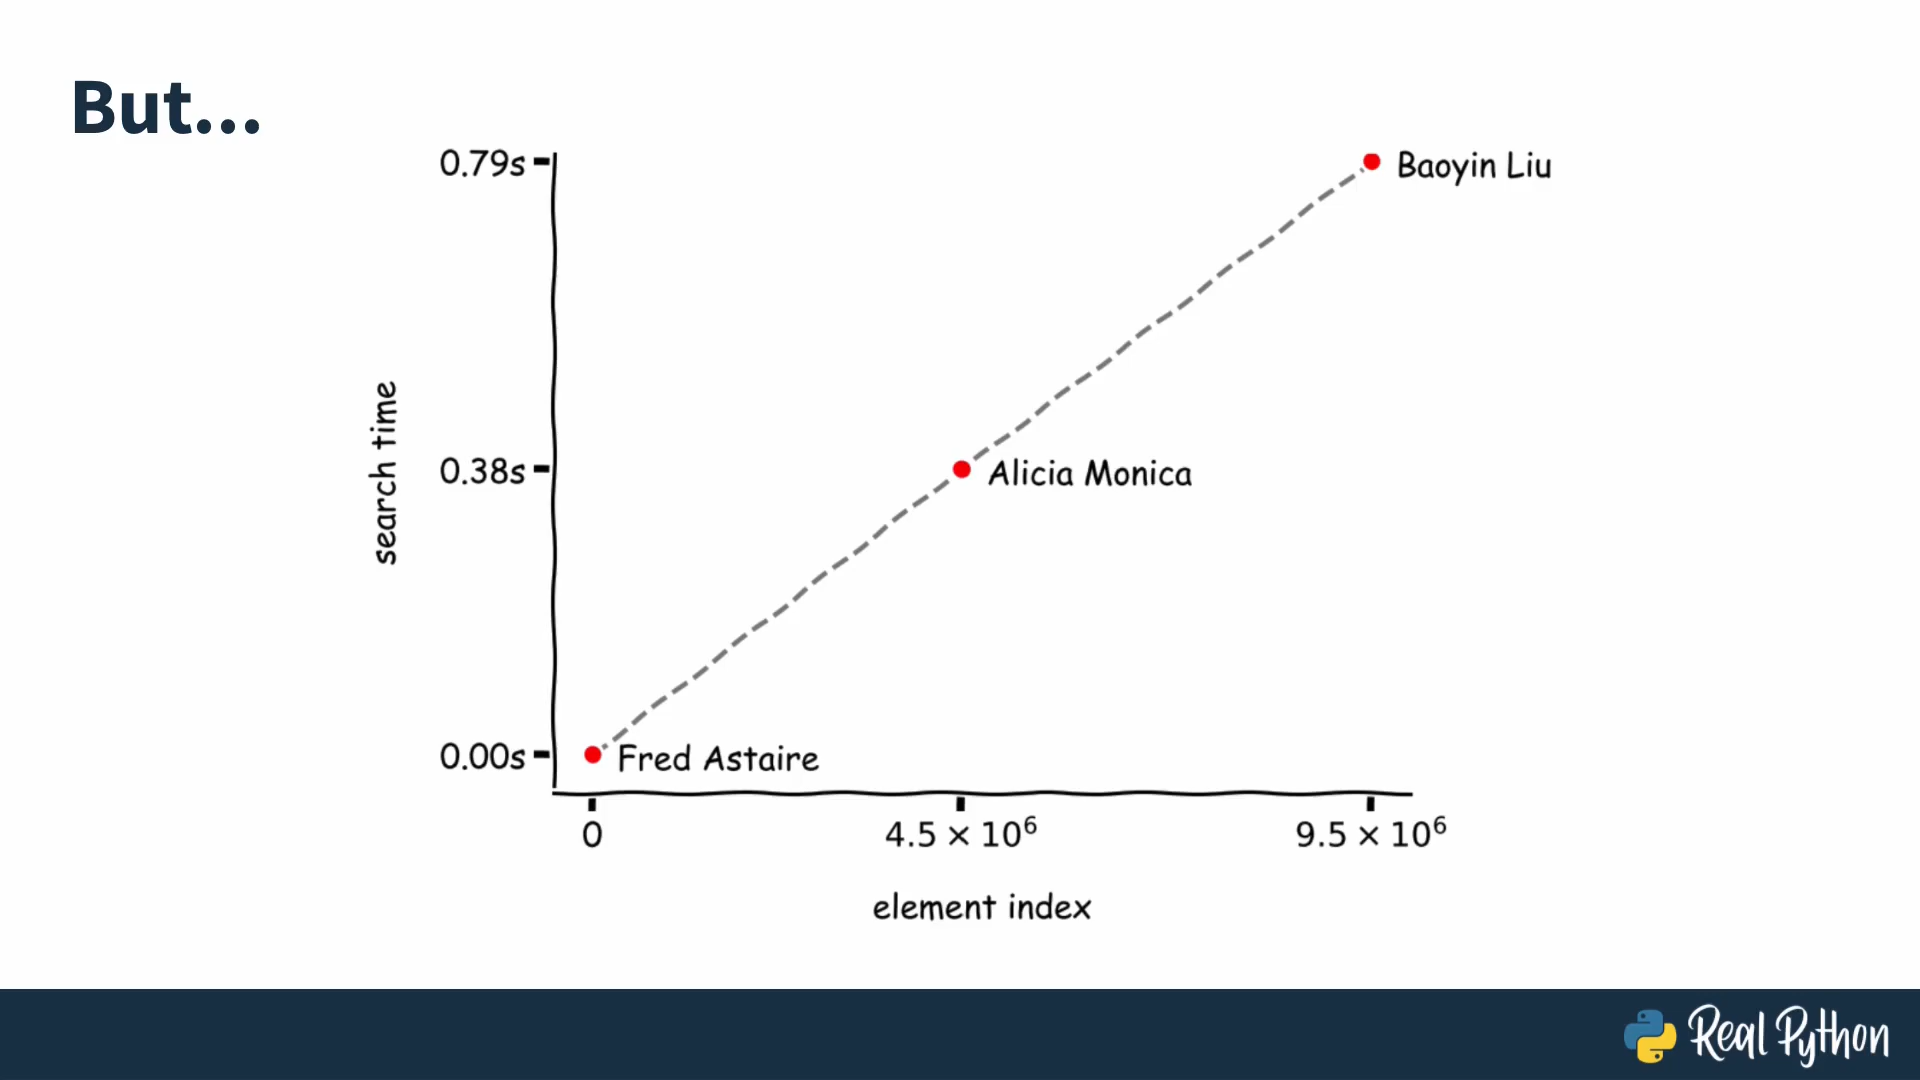 But...
0.79s
Baoyin Liu
search time
0.38s
Alicia Monica
0.00s
Fred Astaire
0
4.5 × 10⁶
9.5 × 10⁶
element index
Real Python